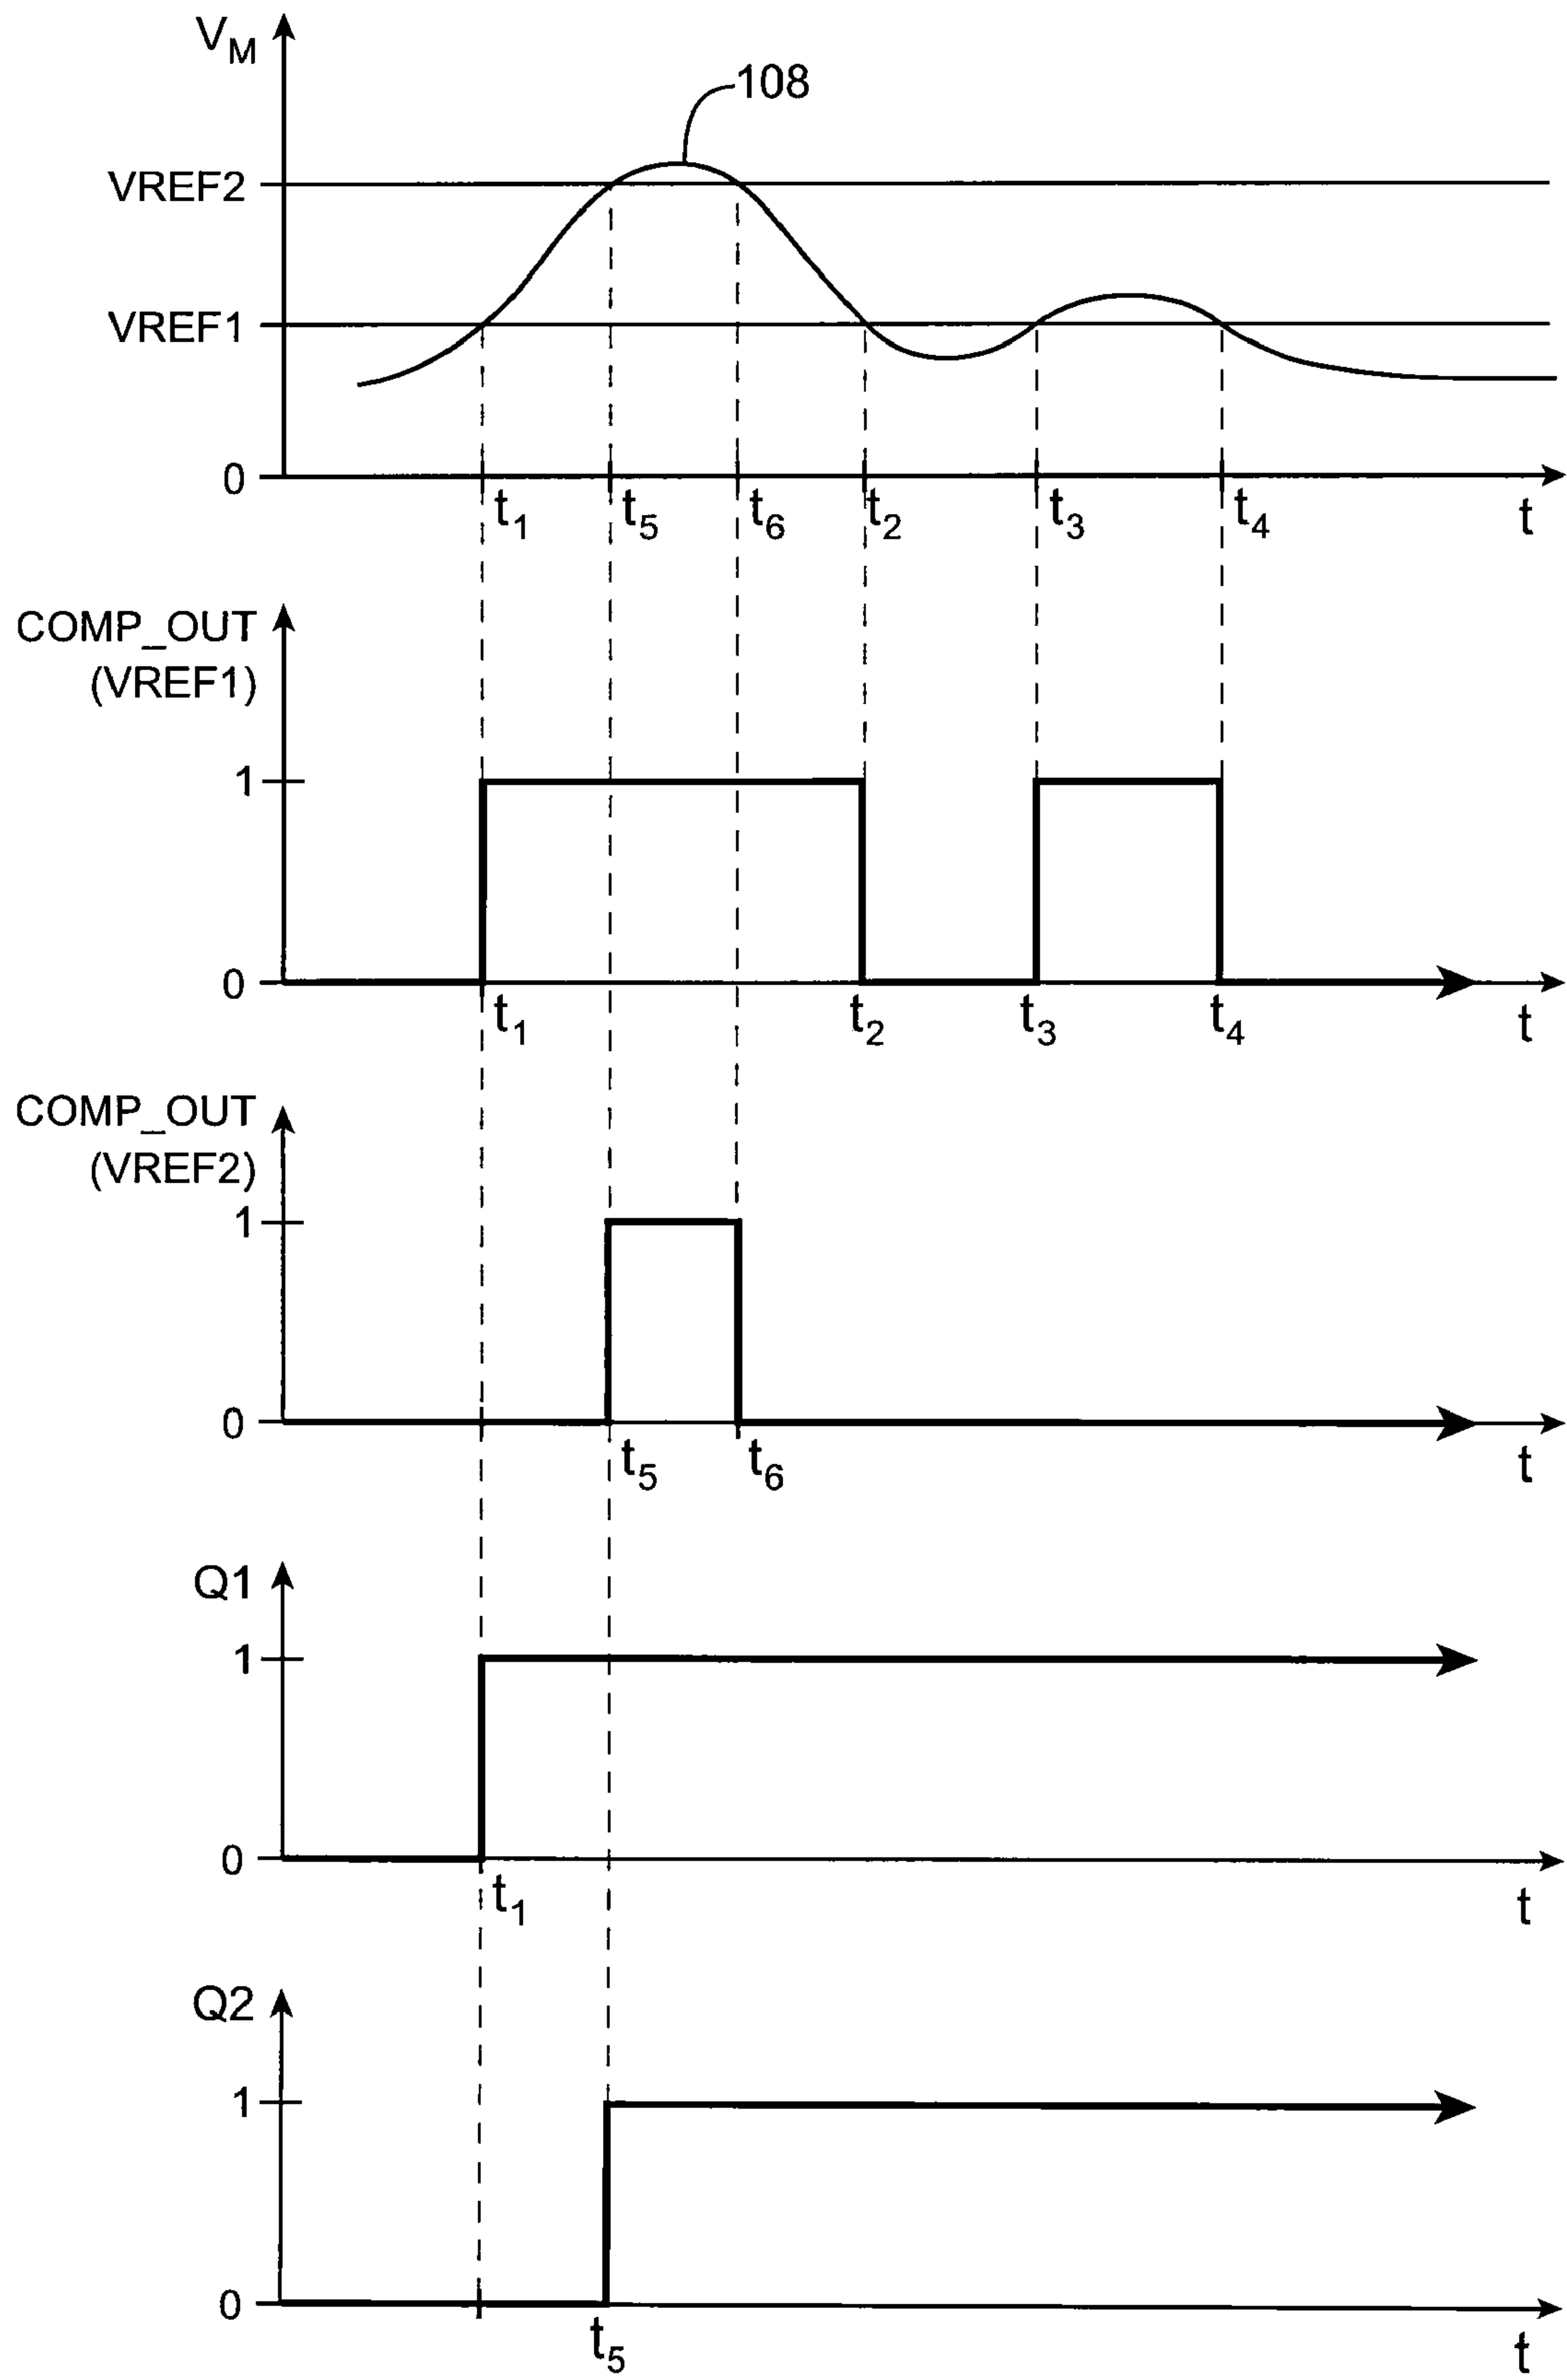 V_M
108
VREF2
VREF1
0
t_1 t_5 t_6 t_2 t_3 t_4 t
COMP_OUT
(VREF1)
1
0
t_1 t_2 t_3 t_4 t
COMP_OUT
(VREF2)
1
0
t_5 t_6 t
Q1
1
0
t_1 t
Q2
1
0
t_5 t